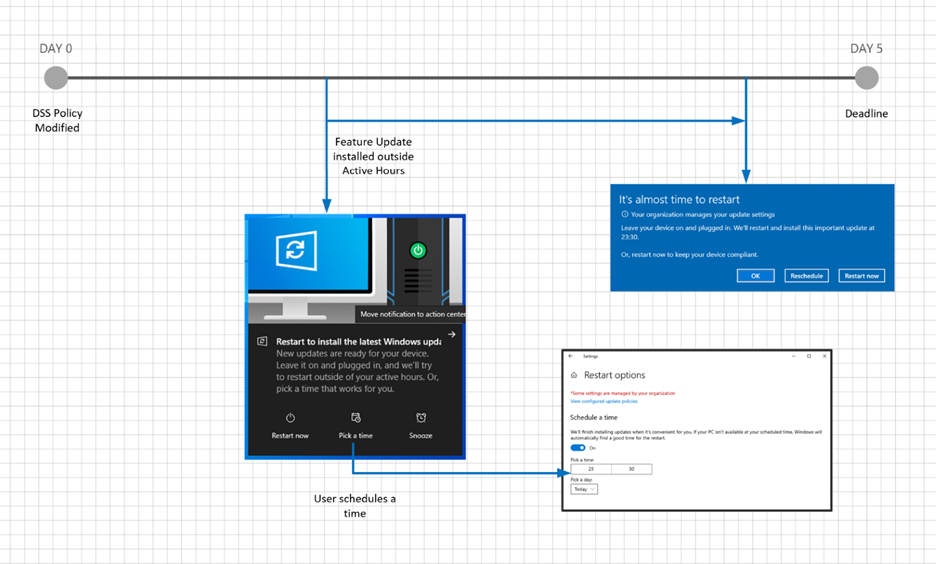 DAY 0
DAY 5
DSS Policy
Modified
Deadline
Feature Update
installed outside
Active Hours
It's almost time to restart
Your organization manages your update settings
Leave your device on and plugged in. We'll restart and install this important update at
23:30.
Or, restart now to keep your device compliant.
OK
Reschedule
Restart now
Move notification to action center
Restart to install the latest Windows upda
New updates are ready for your device.
Leave it on and plugged in, and we'll try
to restart outside of your active hours. Or,
pick a time that works for you.
Restart now
Pick a time
Snooze
Settings
Restart options
*Some settings are managed by your organization
View configured update policies
Schedule a time
We'll finish installing updates when it's convenient for you. If your PC isn't available at your scheduled time, Windows will
automatically find a good time for the restart.
On
Pick a time:
23 30
Pick a day:
Today
User schedules a
time